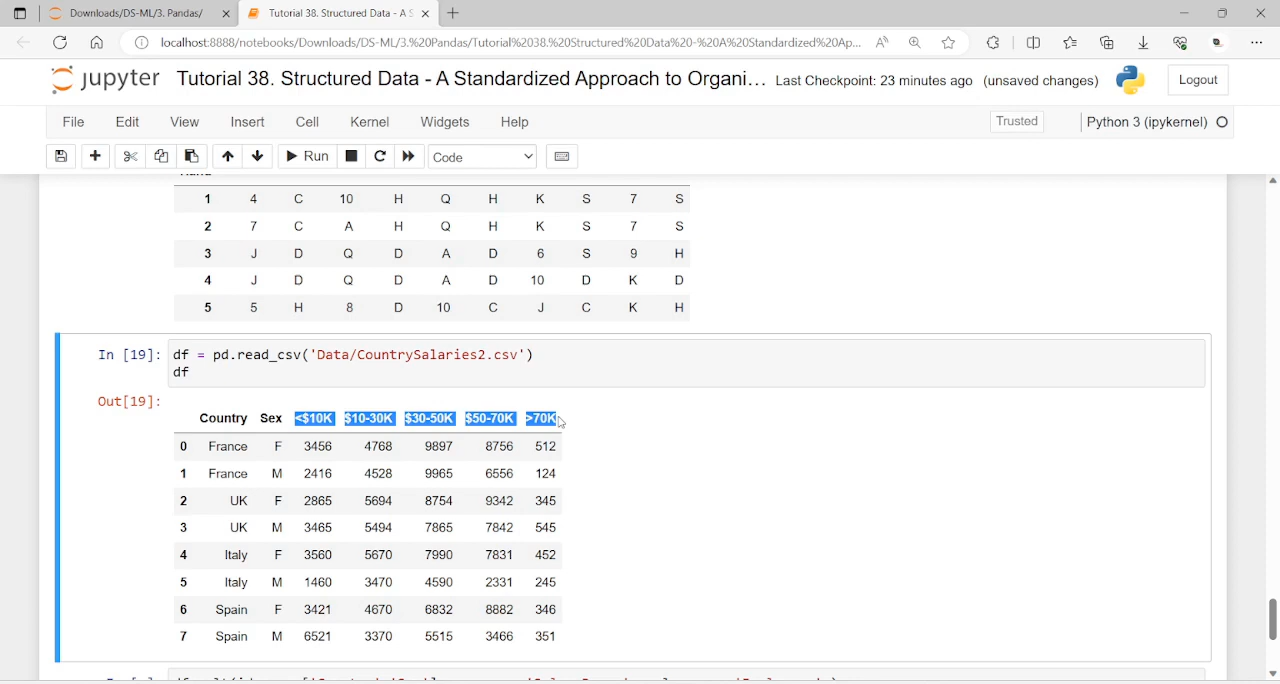 Downloads/DS-ML/3. Pandas/
Tutorial 38. Structured Data - A S
localhost:8888/notebooks/Downloads/DS-ML/3.%20Pandas/Tutorial%2038.%20Structured%20Data%20-%20A%20Standardized%20Ap...
jupyter Tutorial 38. Structured Data - A Standardized Approach to Organi... Last Checkpoint: 23 minutes ago (unsaved changes) Logout
File Edit View Insert Cell Kernel Widgets Help Trusted Python 3 (ipykernel)
Run Code
1 4 C 10 H Q H K S 7 S
2 7 C A H Q H K S 7 S
3 J D Q D A D 6 S 9 H
4 J D Q D A D 10 D K D
5 5 H 8 D 10 C J C K H
In [19]: df = pd.read_csv('Data/CountrySalaries2.csv')
df
Out[19]:
Country Sex <$10K $10-30K $30-50K $50-70K >70K
0 France F 3456 4768 9897 8756 512
1 France M 2416 4528 9965 6556 124
2 UK F 2865 5694 8754 9342 345
3 UK M 3465 5494 7865 7842 545
4 Italy F 3560 5670 7990 7831 452
5 Italy M 1460 3470 4590 2331 245
6 Spain F 3421 4670 6832 8882 346
7 Spain M 6521 3370 5515 3466 351